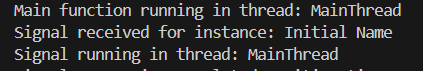 Main function running in thread: MainThread
Signal received for instance: Initial Name
Signal running in thread: MainThread